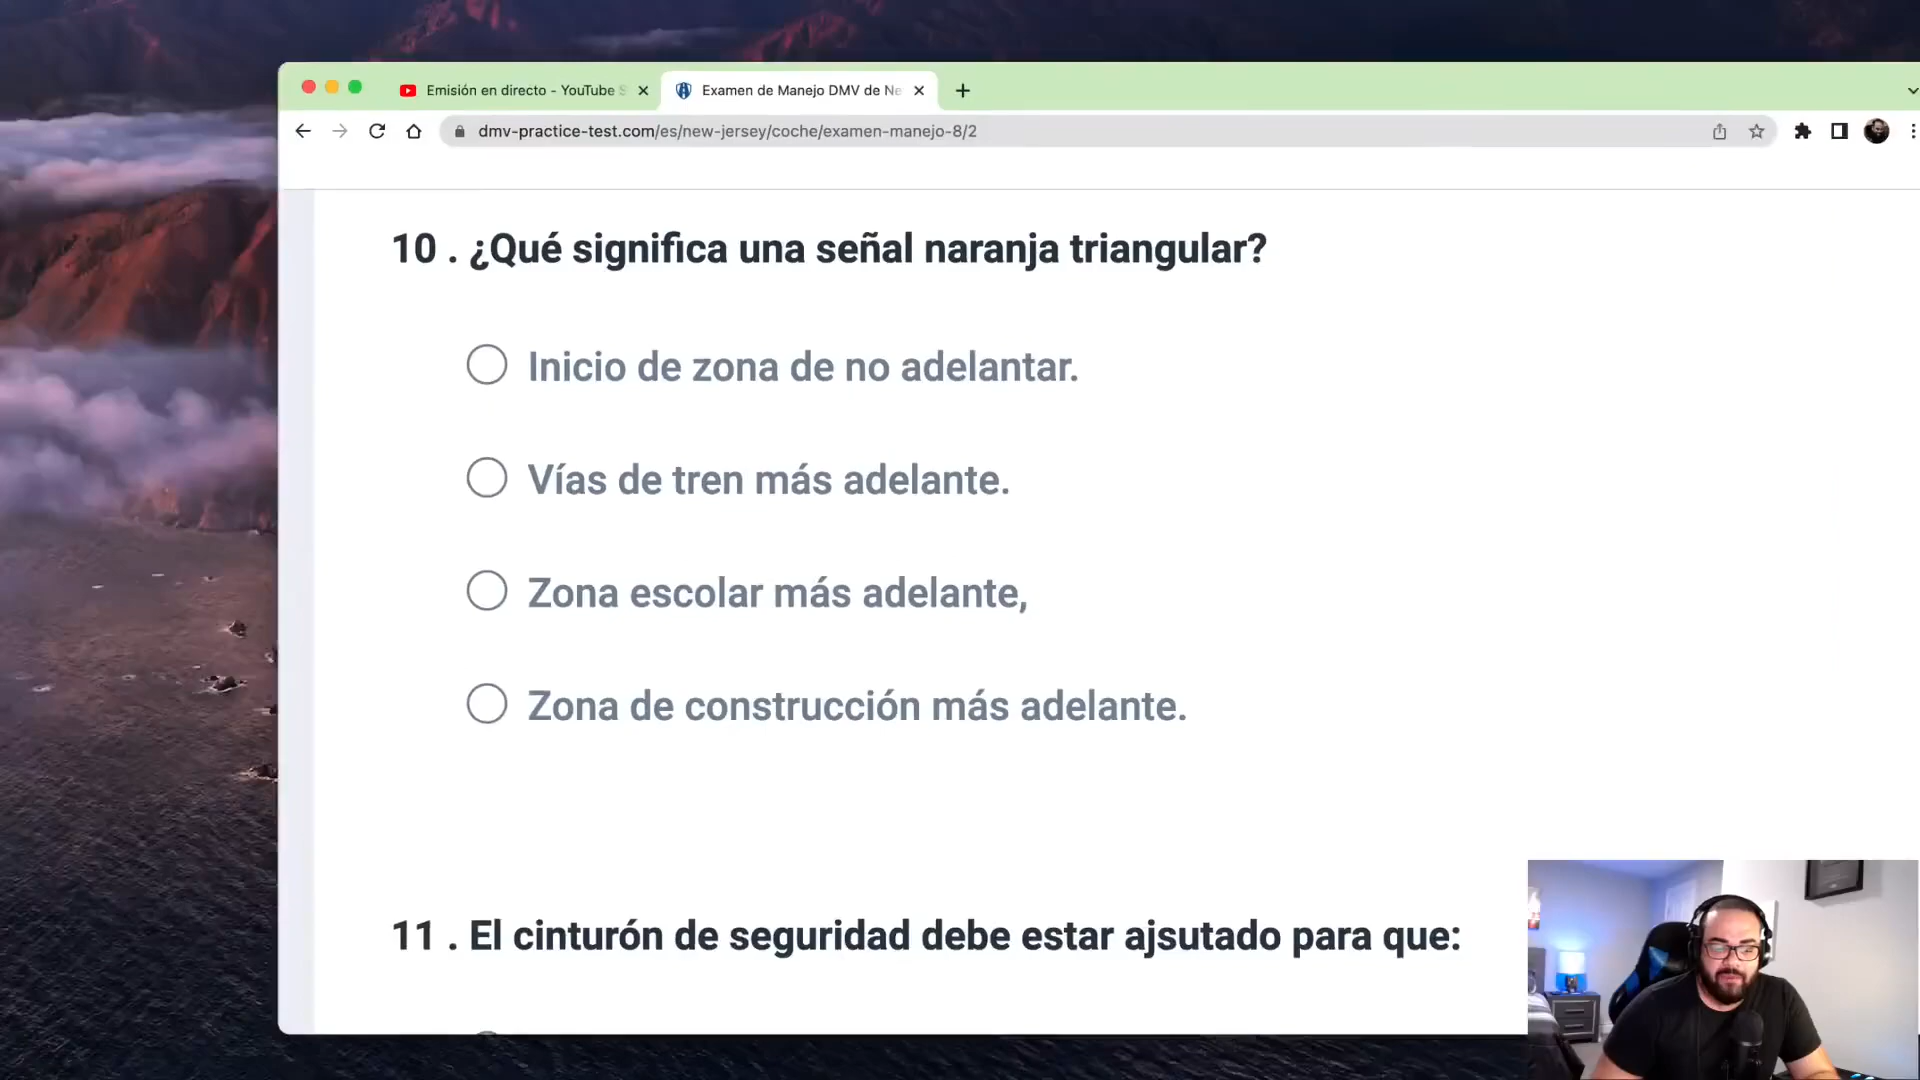 Emisión en directo - YouTube S
Examen de Manejo DMV de Ne
dmv-practice-test.com/es/new-jersey/coche/examen-manejo-8/2
10 . ¿Qué significa una señal naranja triangular?
Inicio de zona de no adelantar.
Vías de tren más adelante.
Zona escolar más adelante,
Zona de construcción más adelante.
11 . El cinturón de seguridad debe estar ajsutado para que: